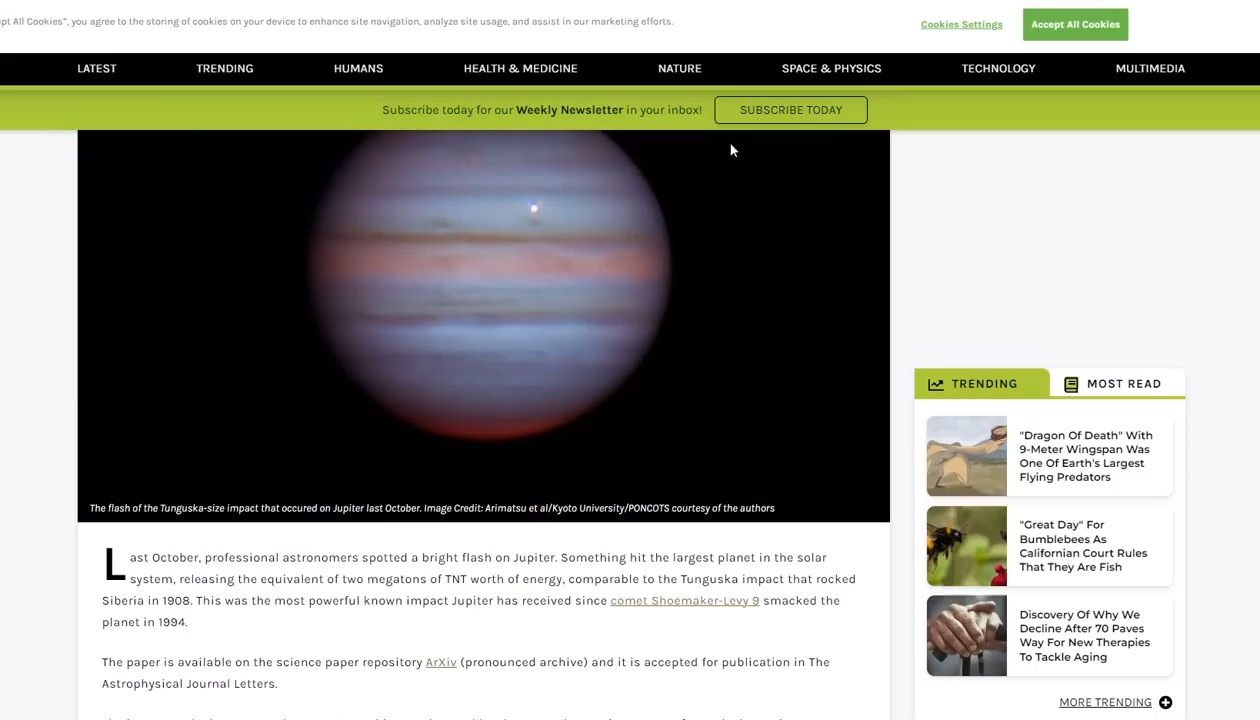 pt All Cookies", you agree to the storing of cookies on your device to enhance site navigation, analyze site usage, and assist in our marketing efforts.
Cookies Settings
Accept All Cookies
LATEST TRENDING HUMANS HEALTH & MEDICINE NATURE SPACE & PHYSICS TECHNOLOGY MULTIMEDIA
Subscribe today for our Weekly Newsletter in your inbox! SUBSCRIBE TODAY
The flash of the Tunguska-size impact that occured on Jupiter last October. Image Credit: Arimatsu et al/Kyoto University/PONCOTS courtesy of the authors
Last October, professional astronomers spotted a bright flash on Jupiter. Something hit the largest planet in the solar
system, releasing the equivalent of two megatons of TNT worth of energy, comparable to the Tunguska impact that rocked
Siberia in 1908. This was the most powerful known impact Jupiter has received since comet Shoemaker-Levy 9 smacked the
planet in 1994.
The paper is available on the science paper repository ArXiv (pronounced archive) and it is accepted for publication in The
Astrophysical Journal Letters.
TRENDING MOST READ
"Dragon Of Death" With
9-Meter Wingspan Was
One Of Earth's Largest
Flying Predators
"Great Day" For
Bumblebees As
Californian Court Rules
That They Are Fish
Discovery Of Why We
Decline After 70 Paves
Way For New Therapies
To Tackle Aging
MORE TRENDING